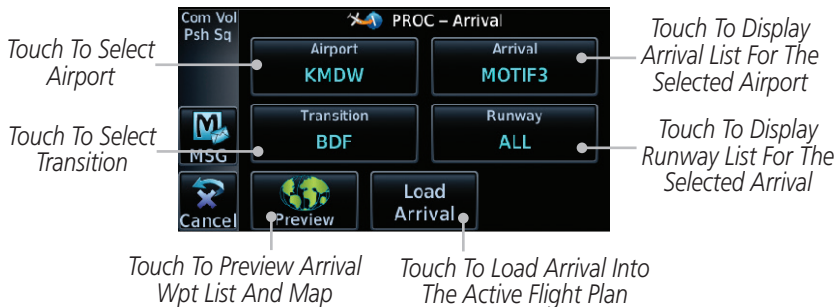 Com Vol
Psh Sq
PROC – Arrival
Touch To Select
Airport
Airport
KMDW
Arrival
MOTIF3
Touch To Display
Arrival List For The
Selected Airport
Touch To Select
Transition
MSG
Transition
BDF
Runway
ALL
Touch To Display
Runway List For The
Selected Arrival
Cancel
Preview
Load
Arrival
Touch To Preview Arrival
Wpt List And Map
Touch To Load Arrival Into
The Active Flight Plan